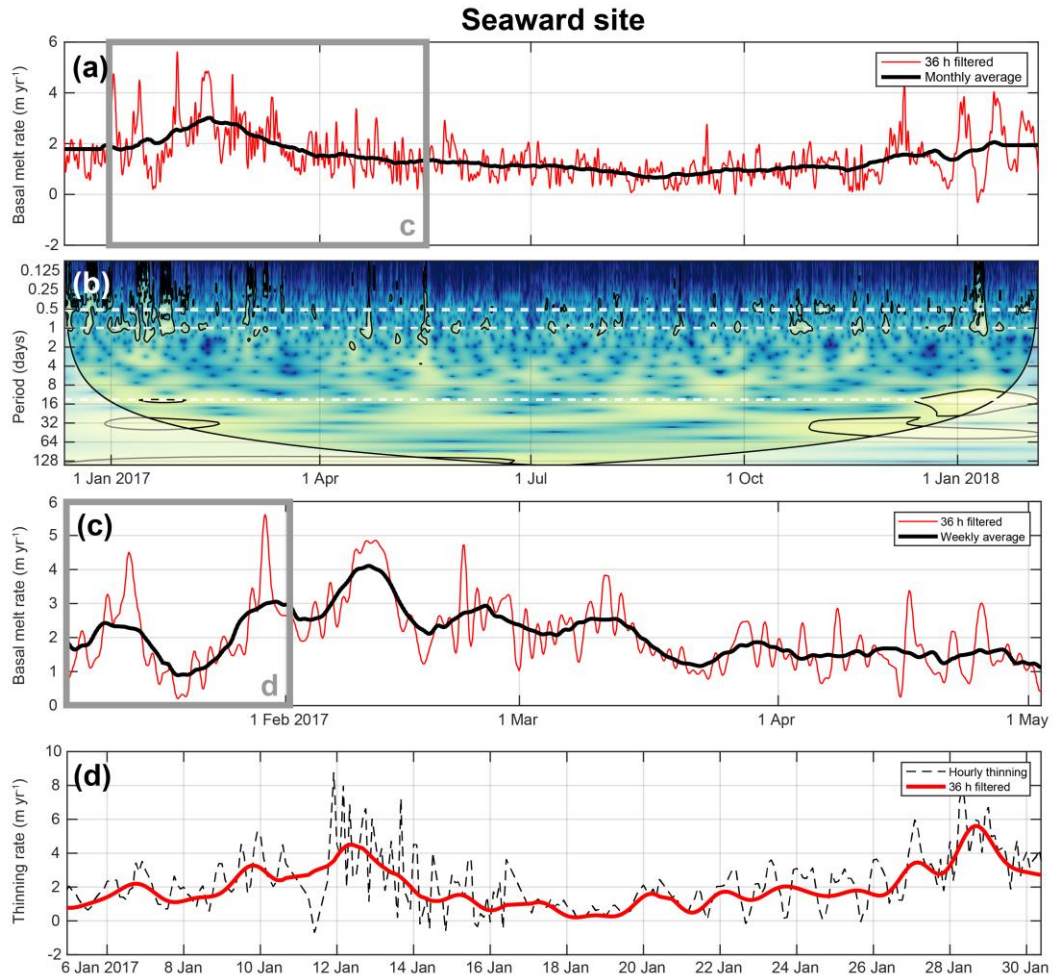 Seaward site
(a)
Basal melt rate (m yr⁻¹)
6
4
2
0
-2
36 h filtered
Monthly average
c
(b)
Period (days)
0.125
0.25
0.5
1
2
4
8
16
32
64
128
1 Jan 2017
1 Apr
1 Jul
1 Oct
1 Jan 2018
(c)
Basal melt rate (m yr⁻¹)
6
5
4
3
2
1
0
36 h filtered
Weekly average
d
1 Feb 2017
1 Mar
1 Apr
1 May
(d)
Thinning rate (m yr⁻¹)
10
8
6
4
2
0
-2
Hourly thinning
36 h filtered
6 Jan 2017
8 Jan
10 Jan
12 Jan
14 Jan
16 Jan
18 Jan
20 Jan
22 Jan
24 Jan
26 Jan
28 Jan
30 Jan